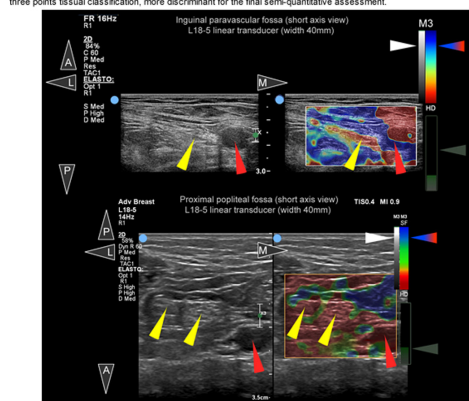 three points tissual classification, more discriminant for the final semi-quantitative assessment.
FR 16Hz
R1
Inguinal paravascular fossa (short axis view)
L18-5 linear transducer (width 40mm)
M3
2D
84%
C 60
P Med
Res
TAC1
ELASTO:
Opt 1
R1
S Med
P High
D Med
A
L
M
HD
3.0-
P
Adv Breast
L18-5
14Hz
R1
Proximal popliteal fossa (short axis view)
L18-5 linear transducer (width 40mm)
TIS0.4 MI 0.9
2D
58%
Dyn R 60
P Med
Res
TAC1
ELASTO:
Opt 1
R1
S High
P High
D Med
P
L
M
M3 M3
SF
HD
A
3.5cm-